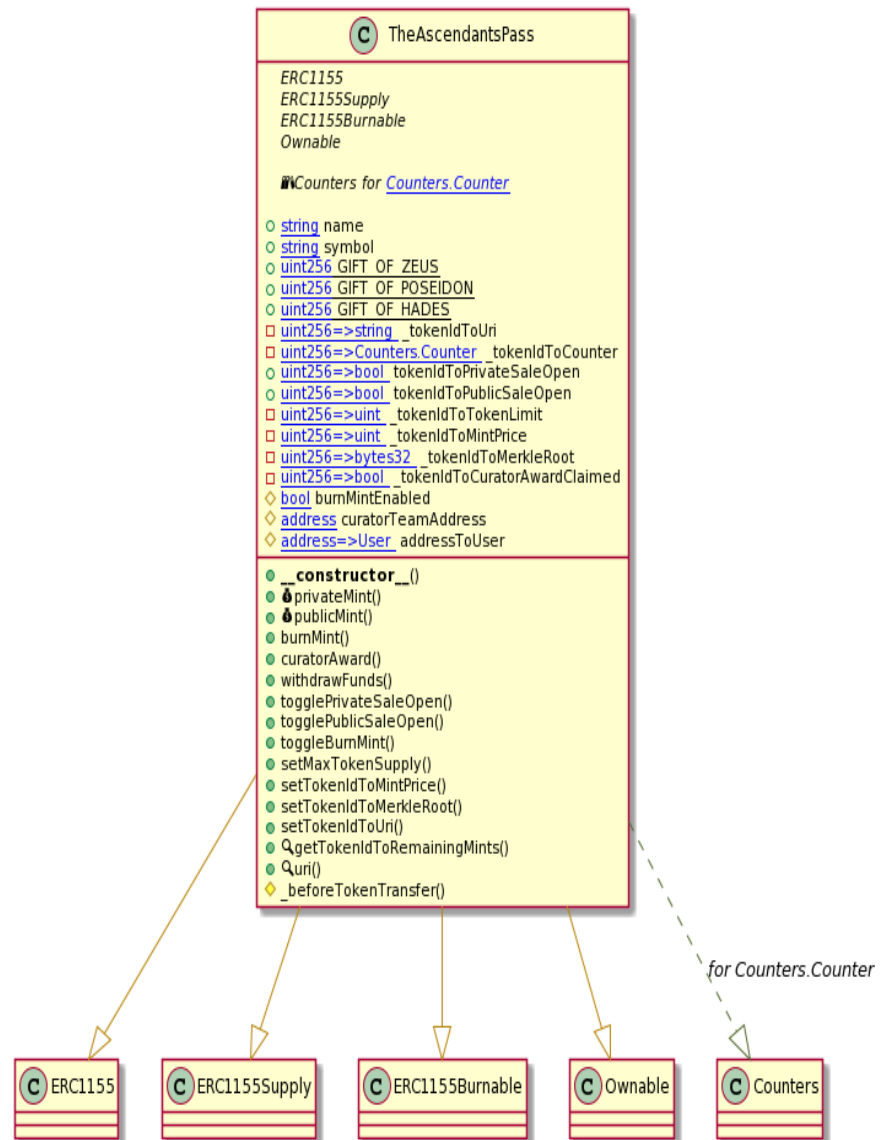 C TheAscendantsPass
ERC1155
ERC1155Supply
ERC1155Burnable
Ownable
Counters for Counters.Counter
string name
string symbol
uint256 GIFT_OF_ZEUS
uint256 GIFT_OF_POSEIDON
uint256 GIFT_OF_HADES
uint256=>string _tokenIdToUri
uint256=>Counters.Counter _tokenIdToCounter
uint256=>bool tokenIdToPrivateSaleOpen
uint256=>bool tokenIdToPublicSaleOpen
uint256=>uint _tokenIdToTokenLimit
uint256=>uint _tokenIdToMintPrice
uint256=>bytes32 _tokenIdToMerkleRoot
uint256=>bool _tokenIdToCuratorAwardClaimed
bool burnMintEnabled
address curatorTeamAddress
address=>User addressToUser
__constructor__()
privateMint()
publicMint()
burnMint()
curatorAward()
withdrawFunds()
togglePrivateSaleOpen()
togglePublicSaleOpen()
toggleBurnMint()
setMaxTokenSupply()
setTokenIdToMintPrice()
setTokenIdToMerkleRoot()
setTokenIdToUri()
getTokenIdToRemainingMints()
uri()
_beforeTokenTransfer()
for Counters.Counter
C ERC1155
C ERC1155Supply
C ERC1155Burnable
C Ownable
C Counters